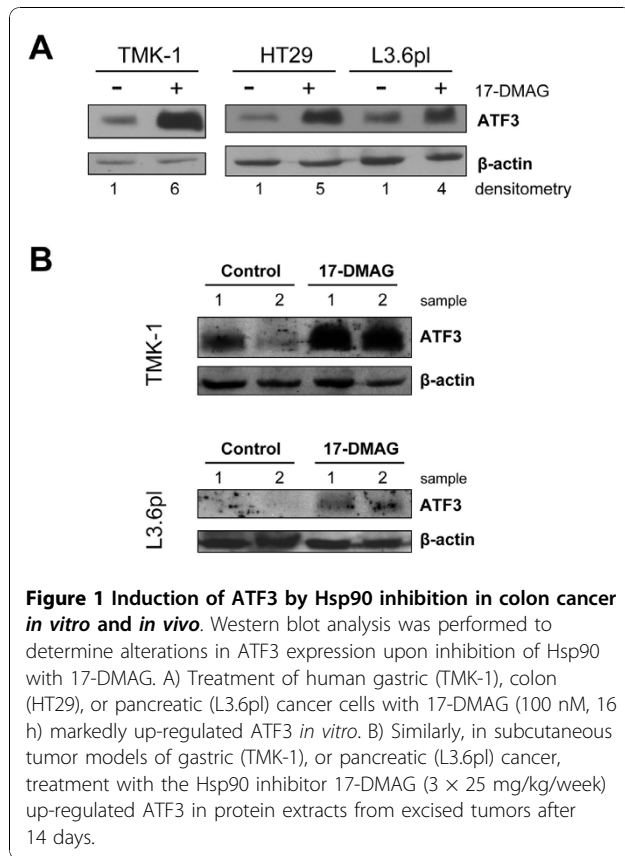 A
TMK-1 HT29 L3.6pl
- + - + - + 17-DMAG
ATF3
β-actin
1 6 1 5 1 4 densitometry
B
Control 17-DMAG
1 2 1 2 sample
TMK-1
ATF3
β-actin
Control 17-DMAG
1 2 1 2 sample
L3.6pl
ATF3
β-actin
Figure 1 Induction of ATF3 by Hsp90 inhibition in colon cancer
in vitro and in vivo. Western blot analysis was performed to
determine alterations in ATF3 expression upon inhibition of Hsp90
with 17-DMAG. A) Treatment of human gastric (TMK-1), colon
(HT29), or pancreatic (L3.6pl) cancer cells with 17-DMAG (100 nM, 16
h) markedly up-regulated ATF3 in vitro. B) Similarly, in subcutaneous
tumor models of gastric (TMK-1), or pancreatic (L3.6pl) cancer,
treatment with the Hsp90 inhibitor 17-DMAG (3 × 25 mg/kg/week)
up-regulated ATF3 in protein extracts from excised tumors after
14 days.